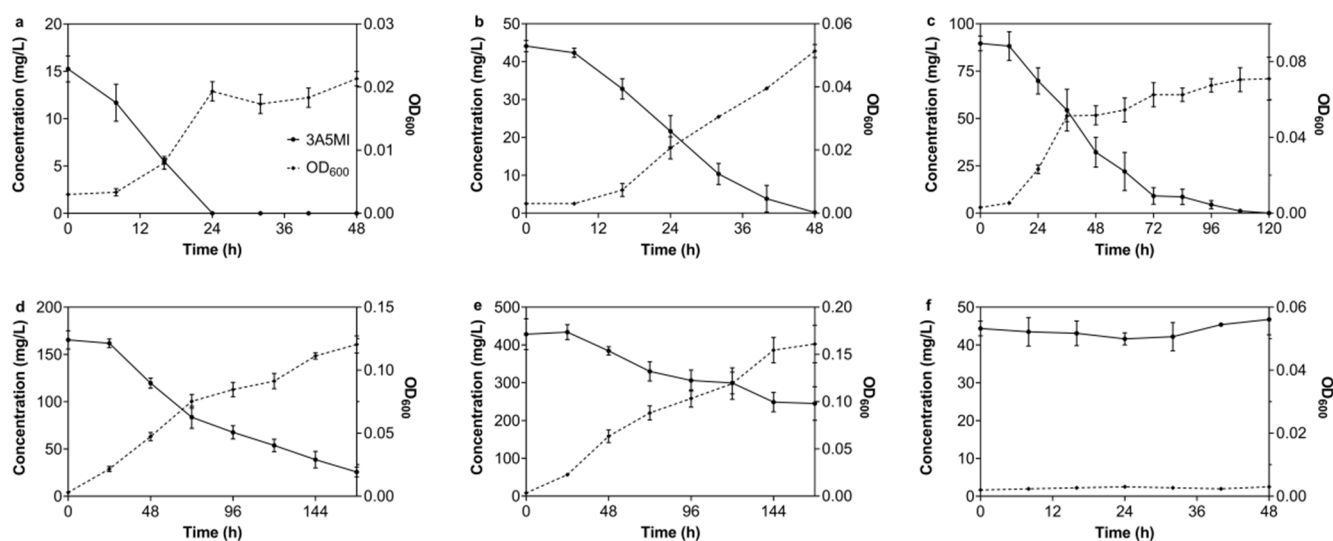 a
Concentration (mg/L)
20
15
10
5
0
0 12 24 36 48
Time (h)
0.03
0.02
0.01
0.00
OD600
3A5MI
OD600
b
Concentration (mg/L)
50
40
30
20
10
0
0 12 24 36 48
Time (h)
0.06
0.04
0.02
0.00
OD600
c
Concentration (mg/L)
100
75
50
25
0
0 24 48 72 96 120
Time (h)
0.08
0.04
0.00
OD600
d
Concentration (mg/L)
200
150
100
50
0
0 48 96 144
Time (h)
0.15
0.10
0.05
0.00
OD600
e
Concentration (mg/L)
500
400
300
200
100
0
0 48 96 144
Time (h)
0.20
0.15
0.10
0.05
0.00
OD600
f
Concentration (mg/L)
50
40
30
20
10
0
0 12 24 36 48
Time (h)
0.06
0.04
0.02
0.00
OD600